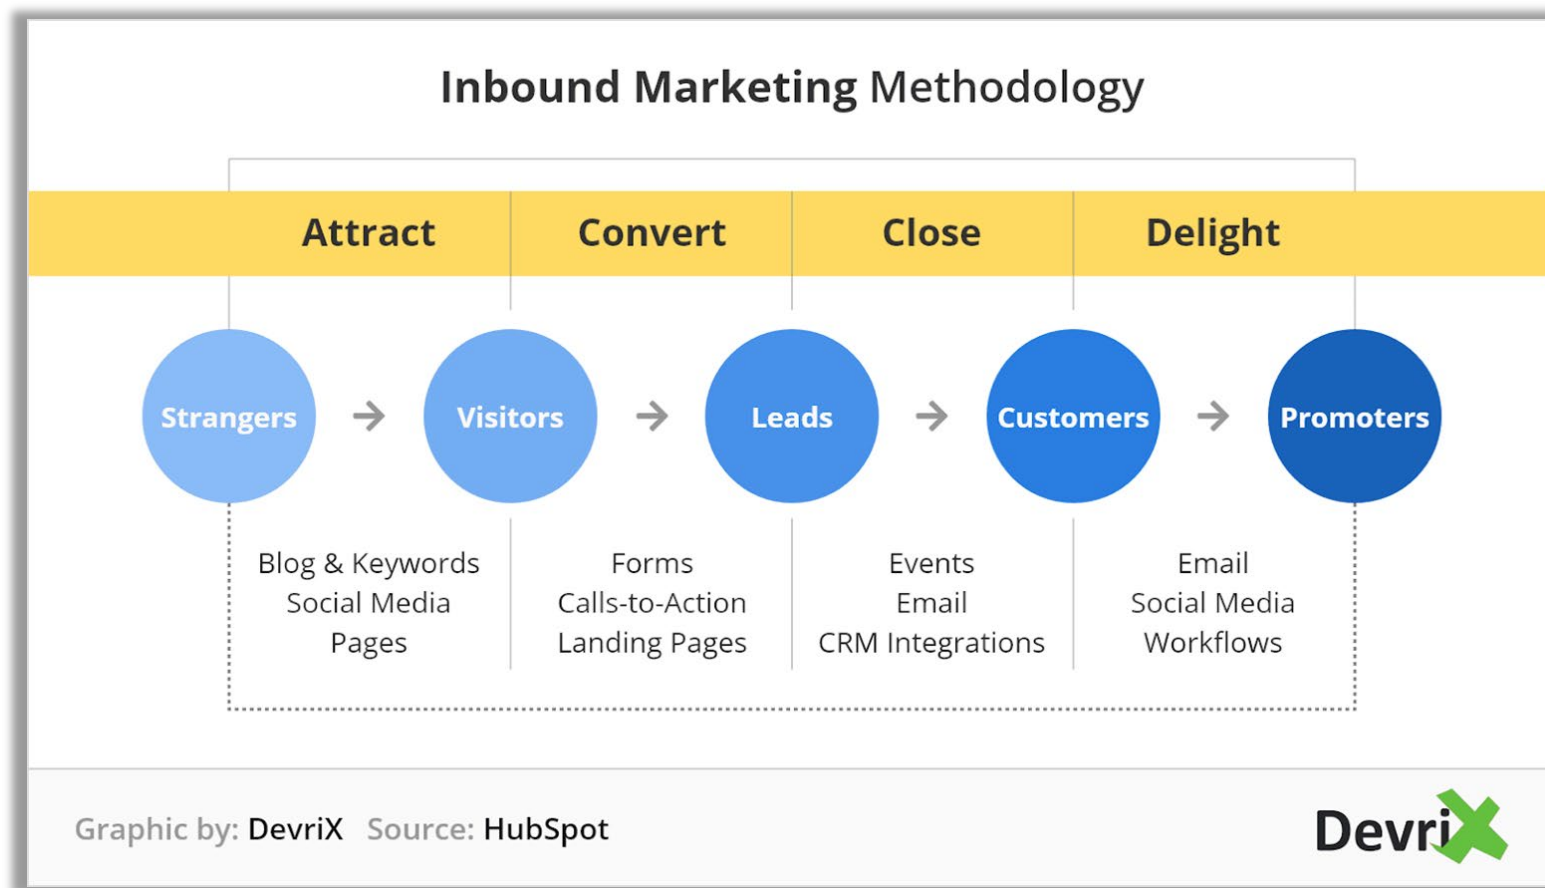 Inbound Marketing Methodology
Attract Convert Close Delight
Strangers Visitors Leads Customers Promoters
Blog & Keywords
Social Media
Pages
Forms
Calls-to-Action
Landing Pages
Events
Email
CRM Integrations
Email
Social Media
Workflows
Graphic by: DevriX Source: HubSpot
DevriX